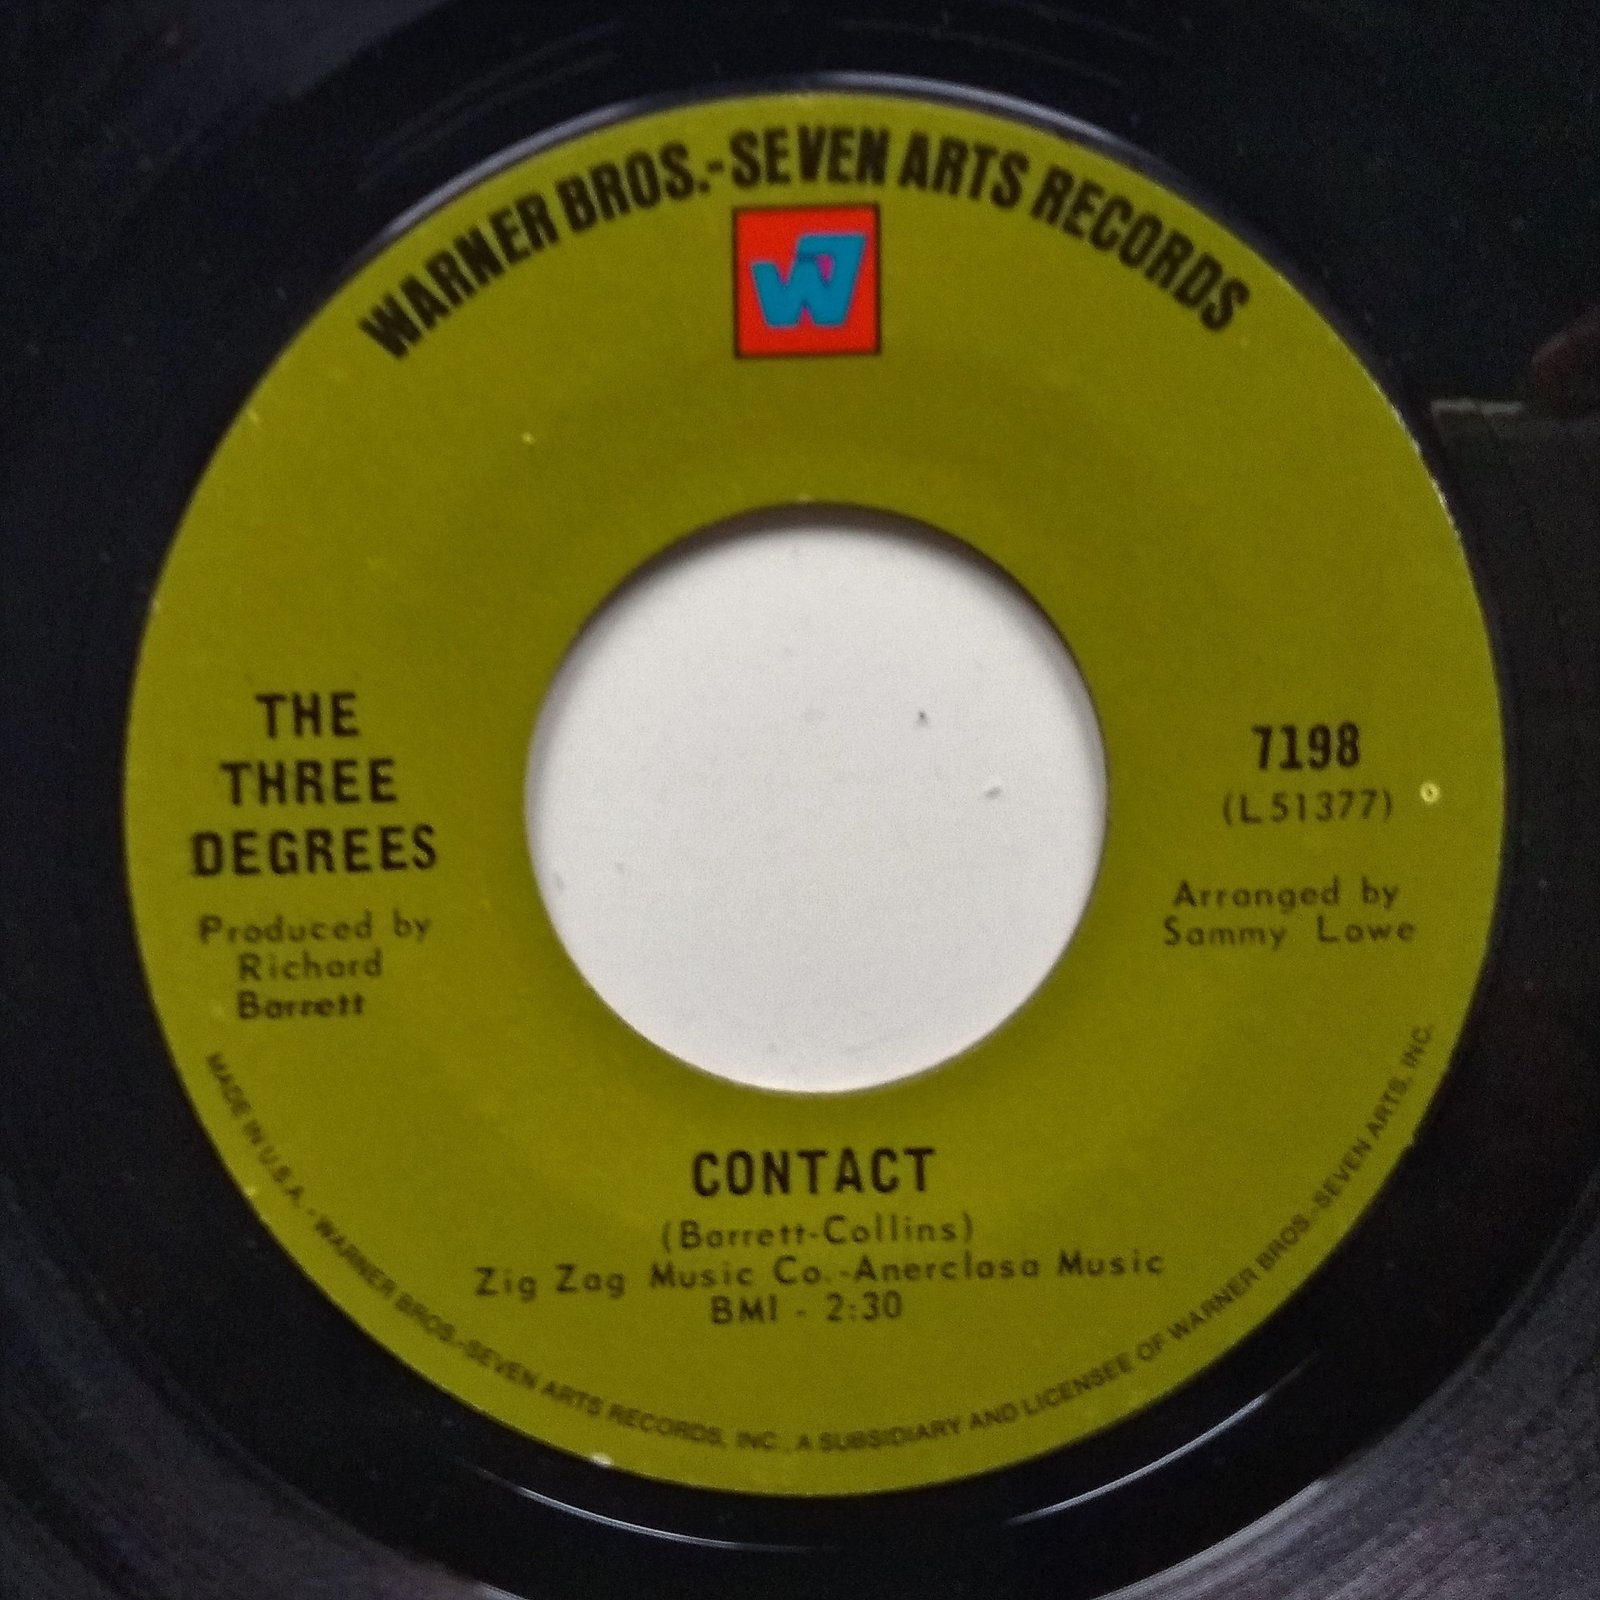 WARNER BROS.-SEVEN ARTS RECORDS
W7
THE
THREE
DEGREES
Produced by
Richard
Barrett
7198
(L 51377)
Arranged by
Sammy Lowe
CONTACT
(Barrett-Collins)
Zig Zag Music Co.-Anerclasa Music
BMI - 2:30
MADE IN U.S.A. - WARNER BROS.-SEVEN ARTS RECORDS, INC., A SUBSIDIARY AND LICENSEE OF WARNER BROS.-SEVEN ARTS, INC.